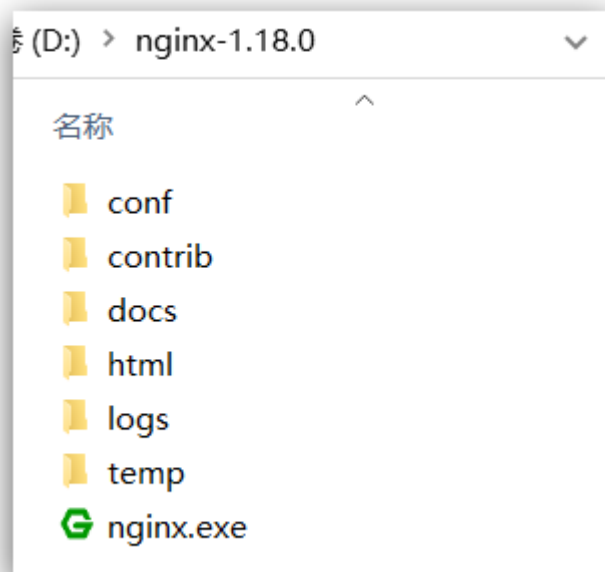 (D:) > nginx-1.18.0
名称
conf
contrib
docs
html
logs
temp
nginx.exe